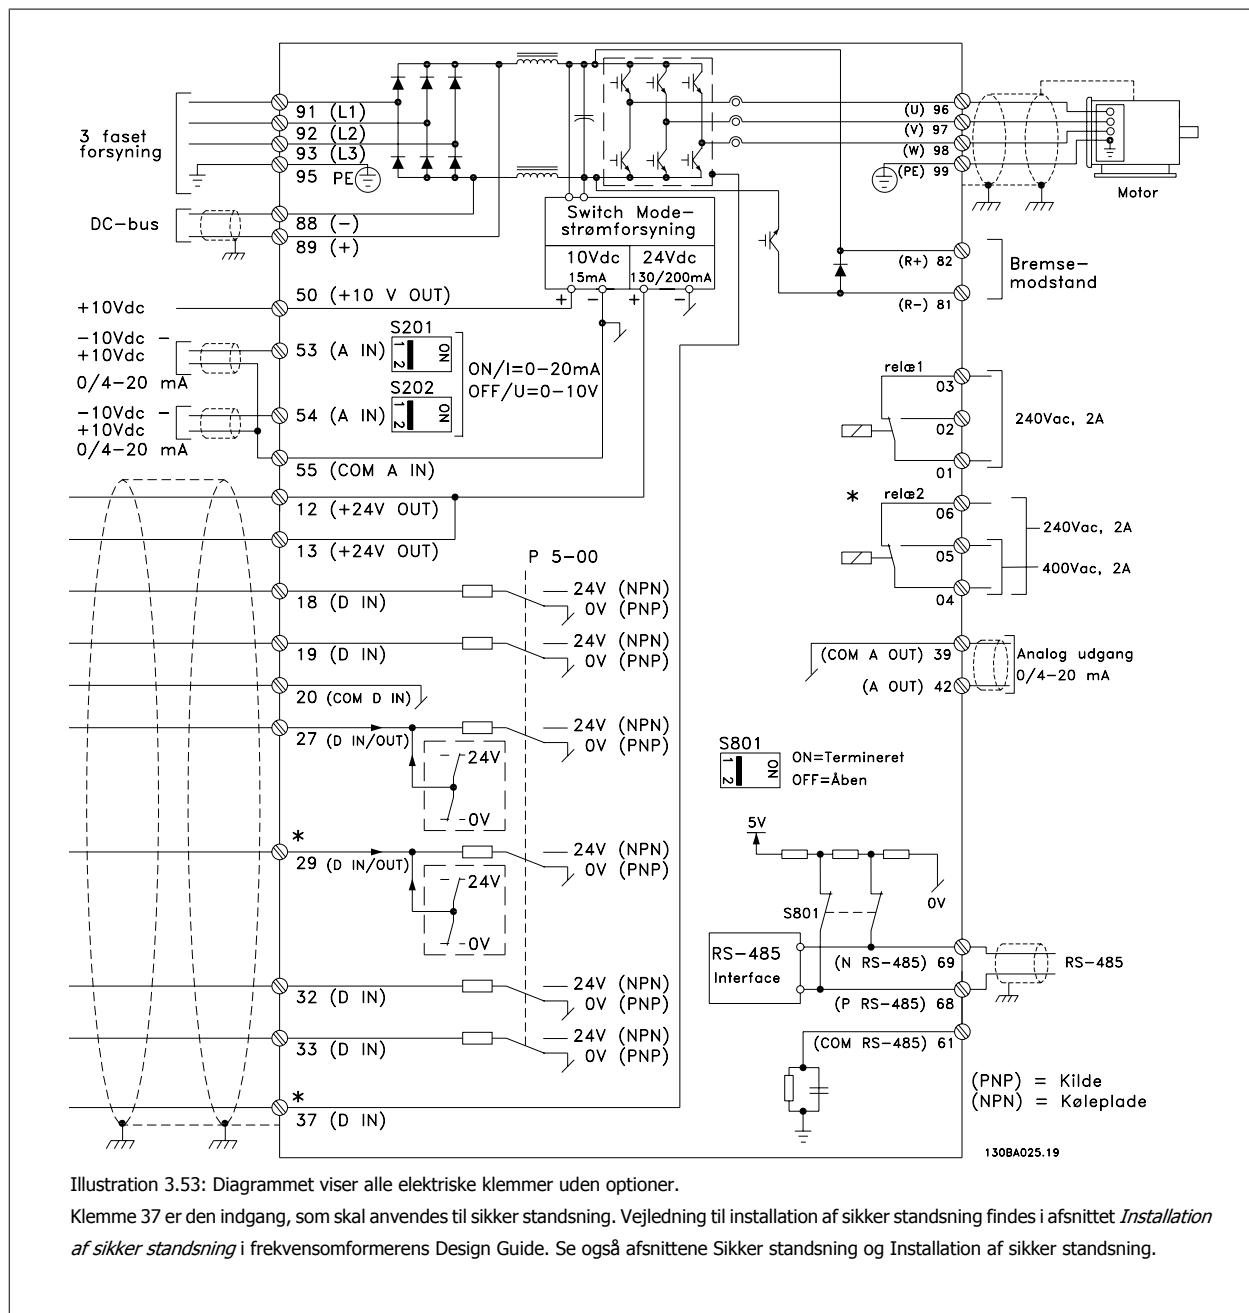 3 faset
forsyning
91 (L1)
92 (L2)
93 (L3)
95 PE
DC-bus
88 (-)
89 (+)
Switch Mode-
strømforsyning
10Vdc
15mA
24Vdc
130/200mA
+ - + -
(U) 96
(V) 97
(W) 98
(PE) 99
Motor
(R+) 82
(R-) 81
Bremse-
modstand
+10Vdc
50 (+10 V OUT)
-10Vdc -
+10Vdc
0/4-20 mA
53 (A IN)
S201
1 2 ON
ON/I=0-20mA
OFF/U=0-10V
-10Vdc -
+10Vdc
0/4-20 mA
54 (A IN)
S202
1 2 ON
55 (COM A IN)
12 (+24V OUT)
13 (+24V OUT)
P 5-00
18 (D IN)
24V (NPN)
0V (PNP)
19 (D IN)
24V (NPN)
0V (PNP)
20 (COM D IN)
27 (D IN/OUT)
24V (NPN)
0V (PNP)
24V
0V
*
29 (D IN/OUT)
24V (NPN)
0V (PNP)
24V
0V
32 (D IN)
24V (NPN)
0V (PNP)
33 (D IN)
24V (NPN)
0V (PNP)
*
37 (D IN)
relæ1
03
02
01
240Vac, 2A
*
relæ2
06
05
04
240Vac, 2A
400Vac, 2A
(COM A OUT) 39
(A OUT) 42
Analog udgang
0/4-20 mA
S801
1 2 ON
ON=Termineret
OFF=Åben
5V
0V
S801
RS-485
Interface
(N RS-485) 69
(P RS-485) 68
RS-485
(COM RS-485) 61
(PNP) = Kilde
(NPN) = Køleplade
130BA025.19
Illustration 3.53: Diagrammet viser alle elektriske klemmer uden optioner.
Klemme 37 er den indgang, som skal anvendes til sikker standsning. Vejledning til installation af sikker standsning findes i afsnittet Installation
af sikker standsning i frekvensomformerens Design Guide. Se også afsnittene Sikker standsning og Installation af sikker standsning.